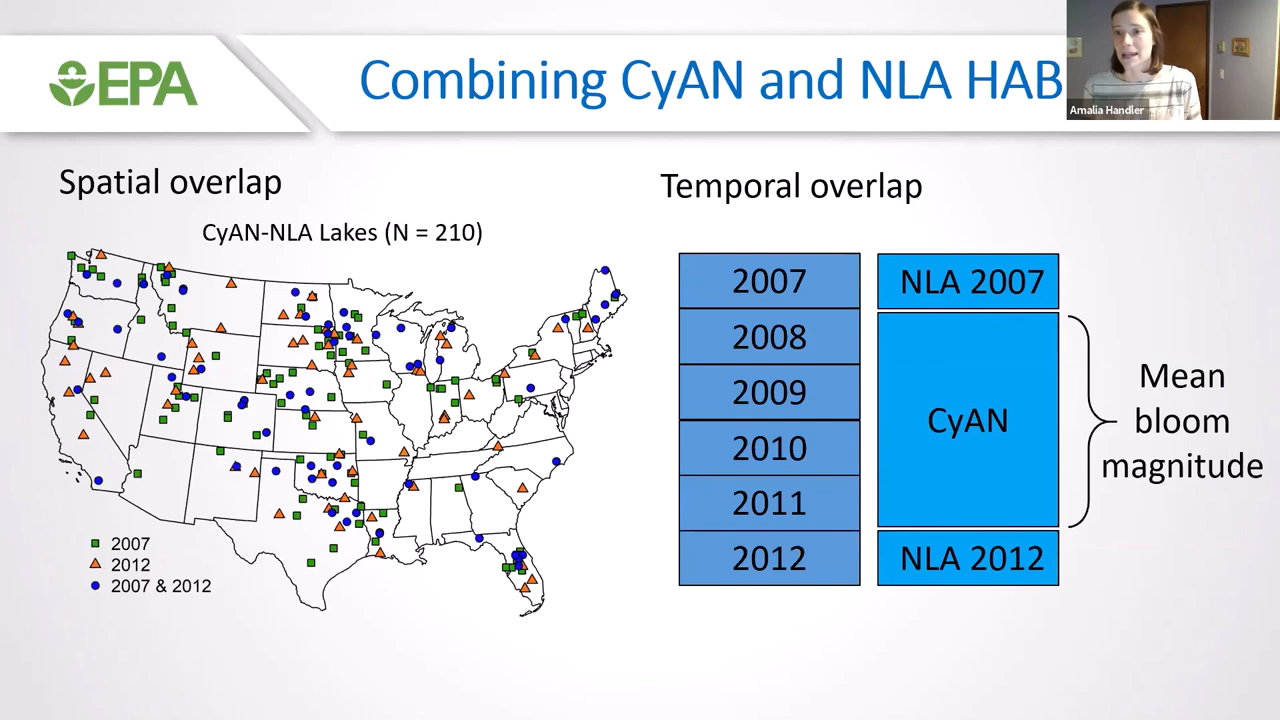 EPA
Combining CyAN and NLA HAB
Amalia Handler
Spatial overlap
CyAN-NLA Lakes (N = 210)
2007
2012
2007 & 2012
Temporal overlap
2007
NLA 2007
2008
2009
2010
2011
2012
CyAN
NLA 2012
Mean
bloom
magnitude